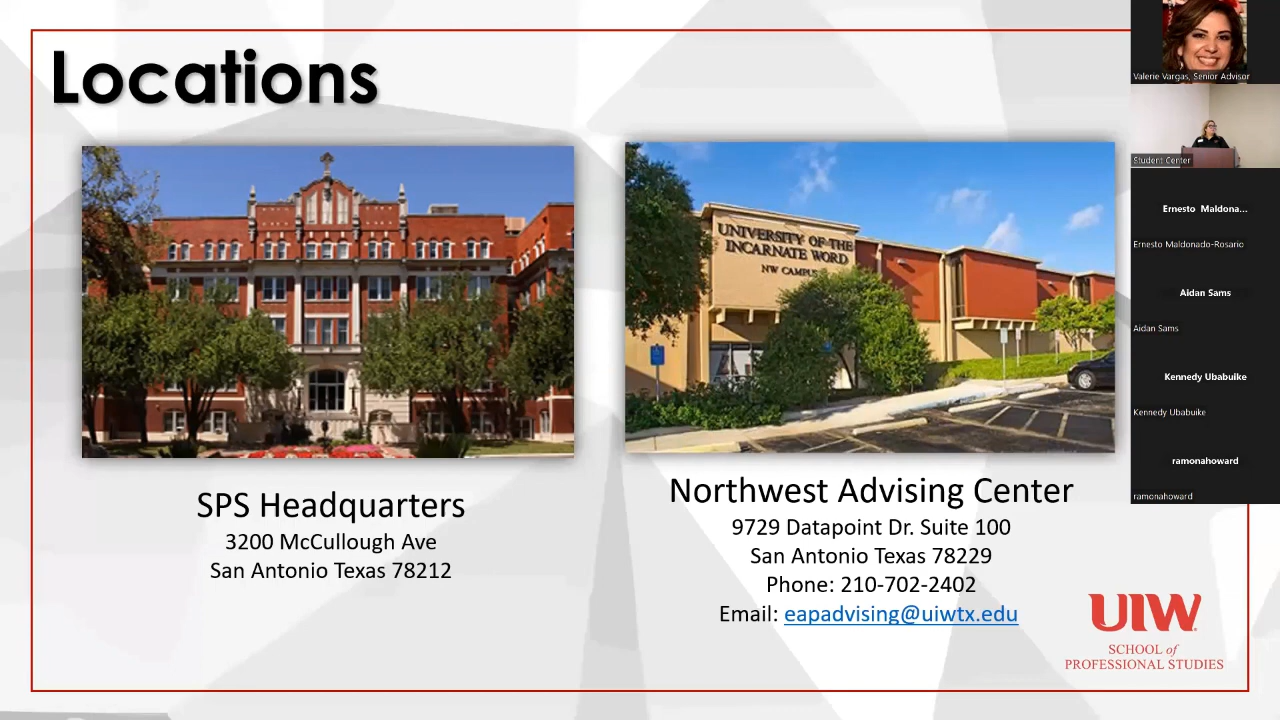 Locations
UNIVERSITY OF THE
INCARNATE WORD
NW CAMPUS
SPS Headquarters
3200 McCullough Ave
San Antonio Texas 78212
Northwest Advising Center
9729 Datapoint Dr. Suite 100
San Antonio Texas 78229
Phone: 210-702-2402
Email: eapadvising@uiwtx.edu
UIW
SCHOOL of
PROFESSIONAL STUDIES
Valerie Vargas, Senior Advisor
Student Center
Ernesto Maldona...
Ernesto Maldonado-Rosario
Aidan Sams
Aidan Sams
Kennedy Ububuike
Kennedy Ububuike
ramonahoward
ramonahoward